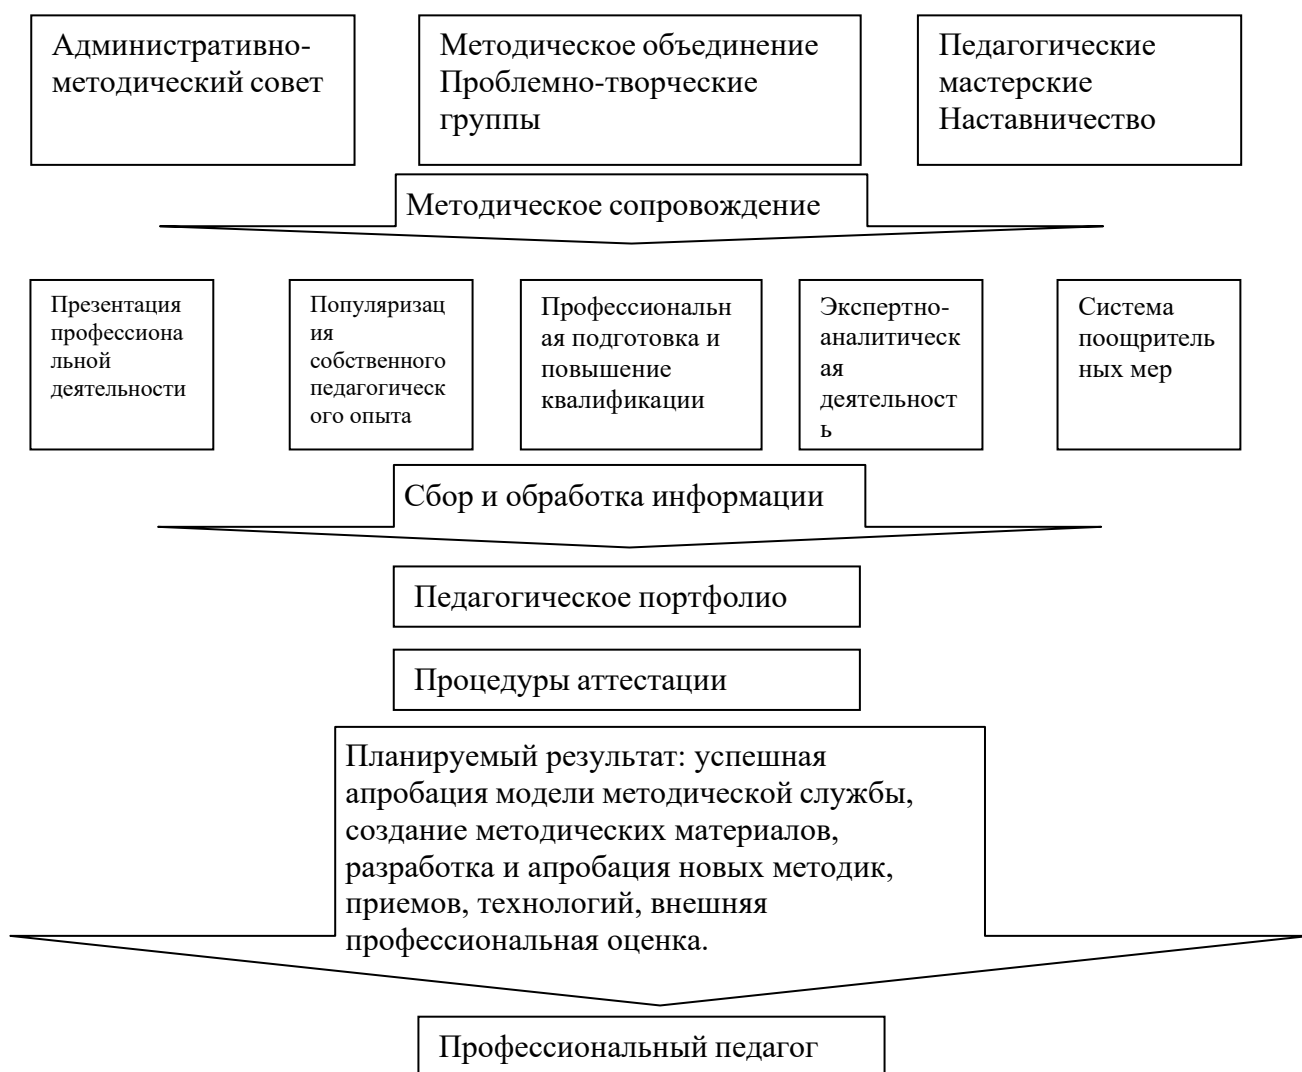 Административно-
методический совет
Методическое объединение
Проблемно-творческие
группы
Педагогические
мастерские
Наставничество
Методическое сопровождение
Презентация
профессиона
льной
деятельности
Популяризац
ия
собственного
педагогическ
ого опыта
Профессиональн
ая подготовка и
повышение
квалификации
Экспертно-
аналитическ
ая
деятельност
ь
Система
поощритель
ных мер
Сбор и обработка информации
Педагогическое портфолио
Процедуры аттестации
Планируемый результат: успешная
апробация модели методической службы,
создание методических материалов,
разработка и апробация новых методик,
приемов, технологий, внешняя
профессиональная оценка.
Профессиональный педагог